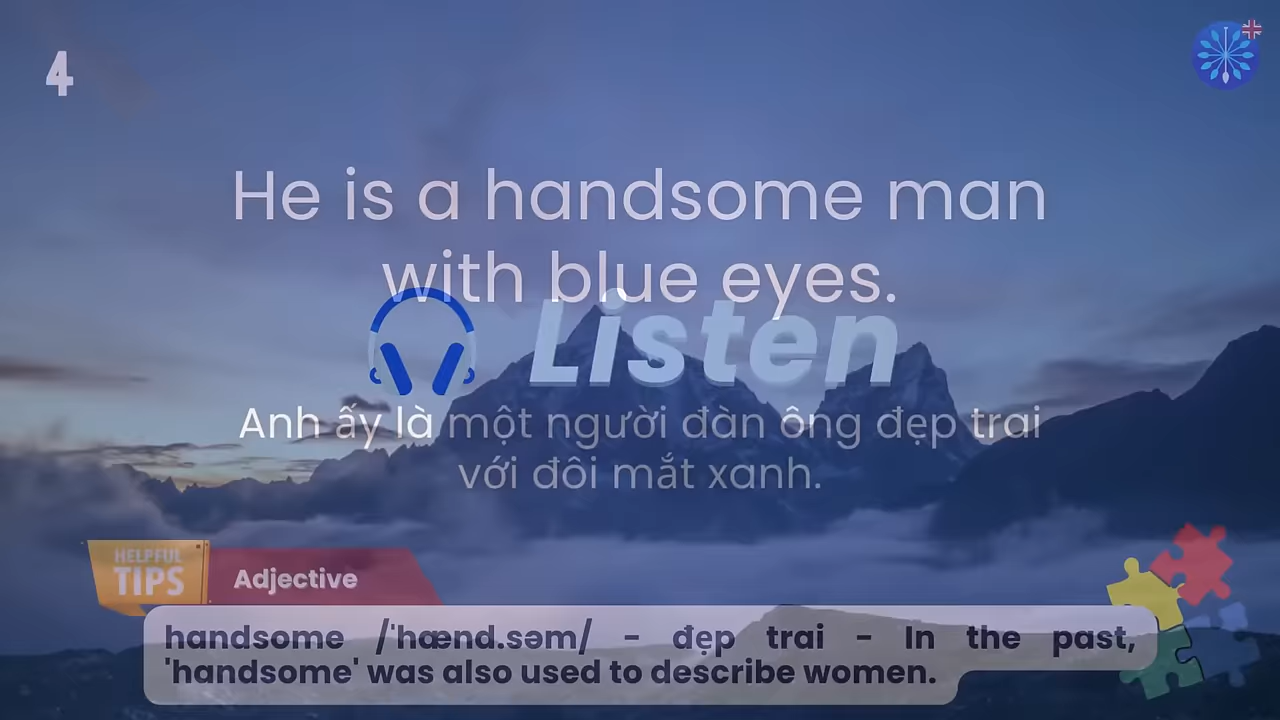 4
He is a handsome man
with blue eyes.
Listen
Anh ấy là một người đàn ông đẹp trai
với đôi mắt xanh.
HELPFUL
TIPS
Adjective
handsome /ˈhænd.səm/ - đẹp trai - In the past,
'handsome' was also used to describe women.